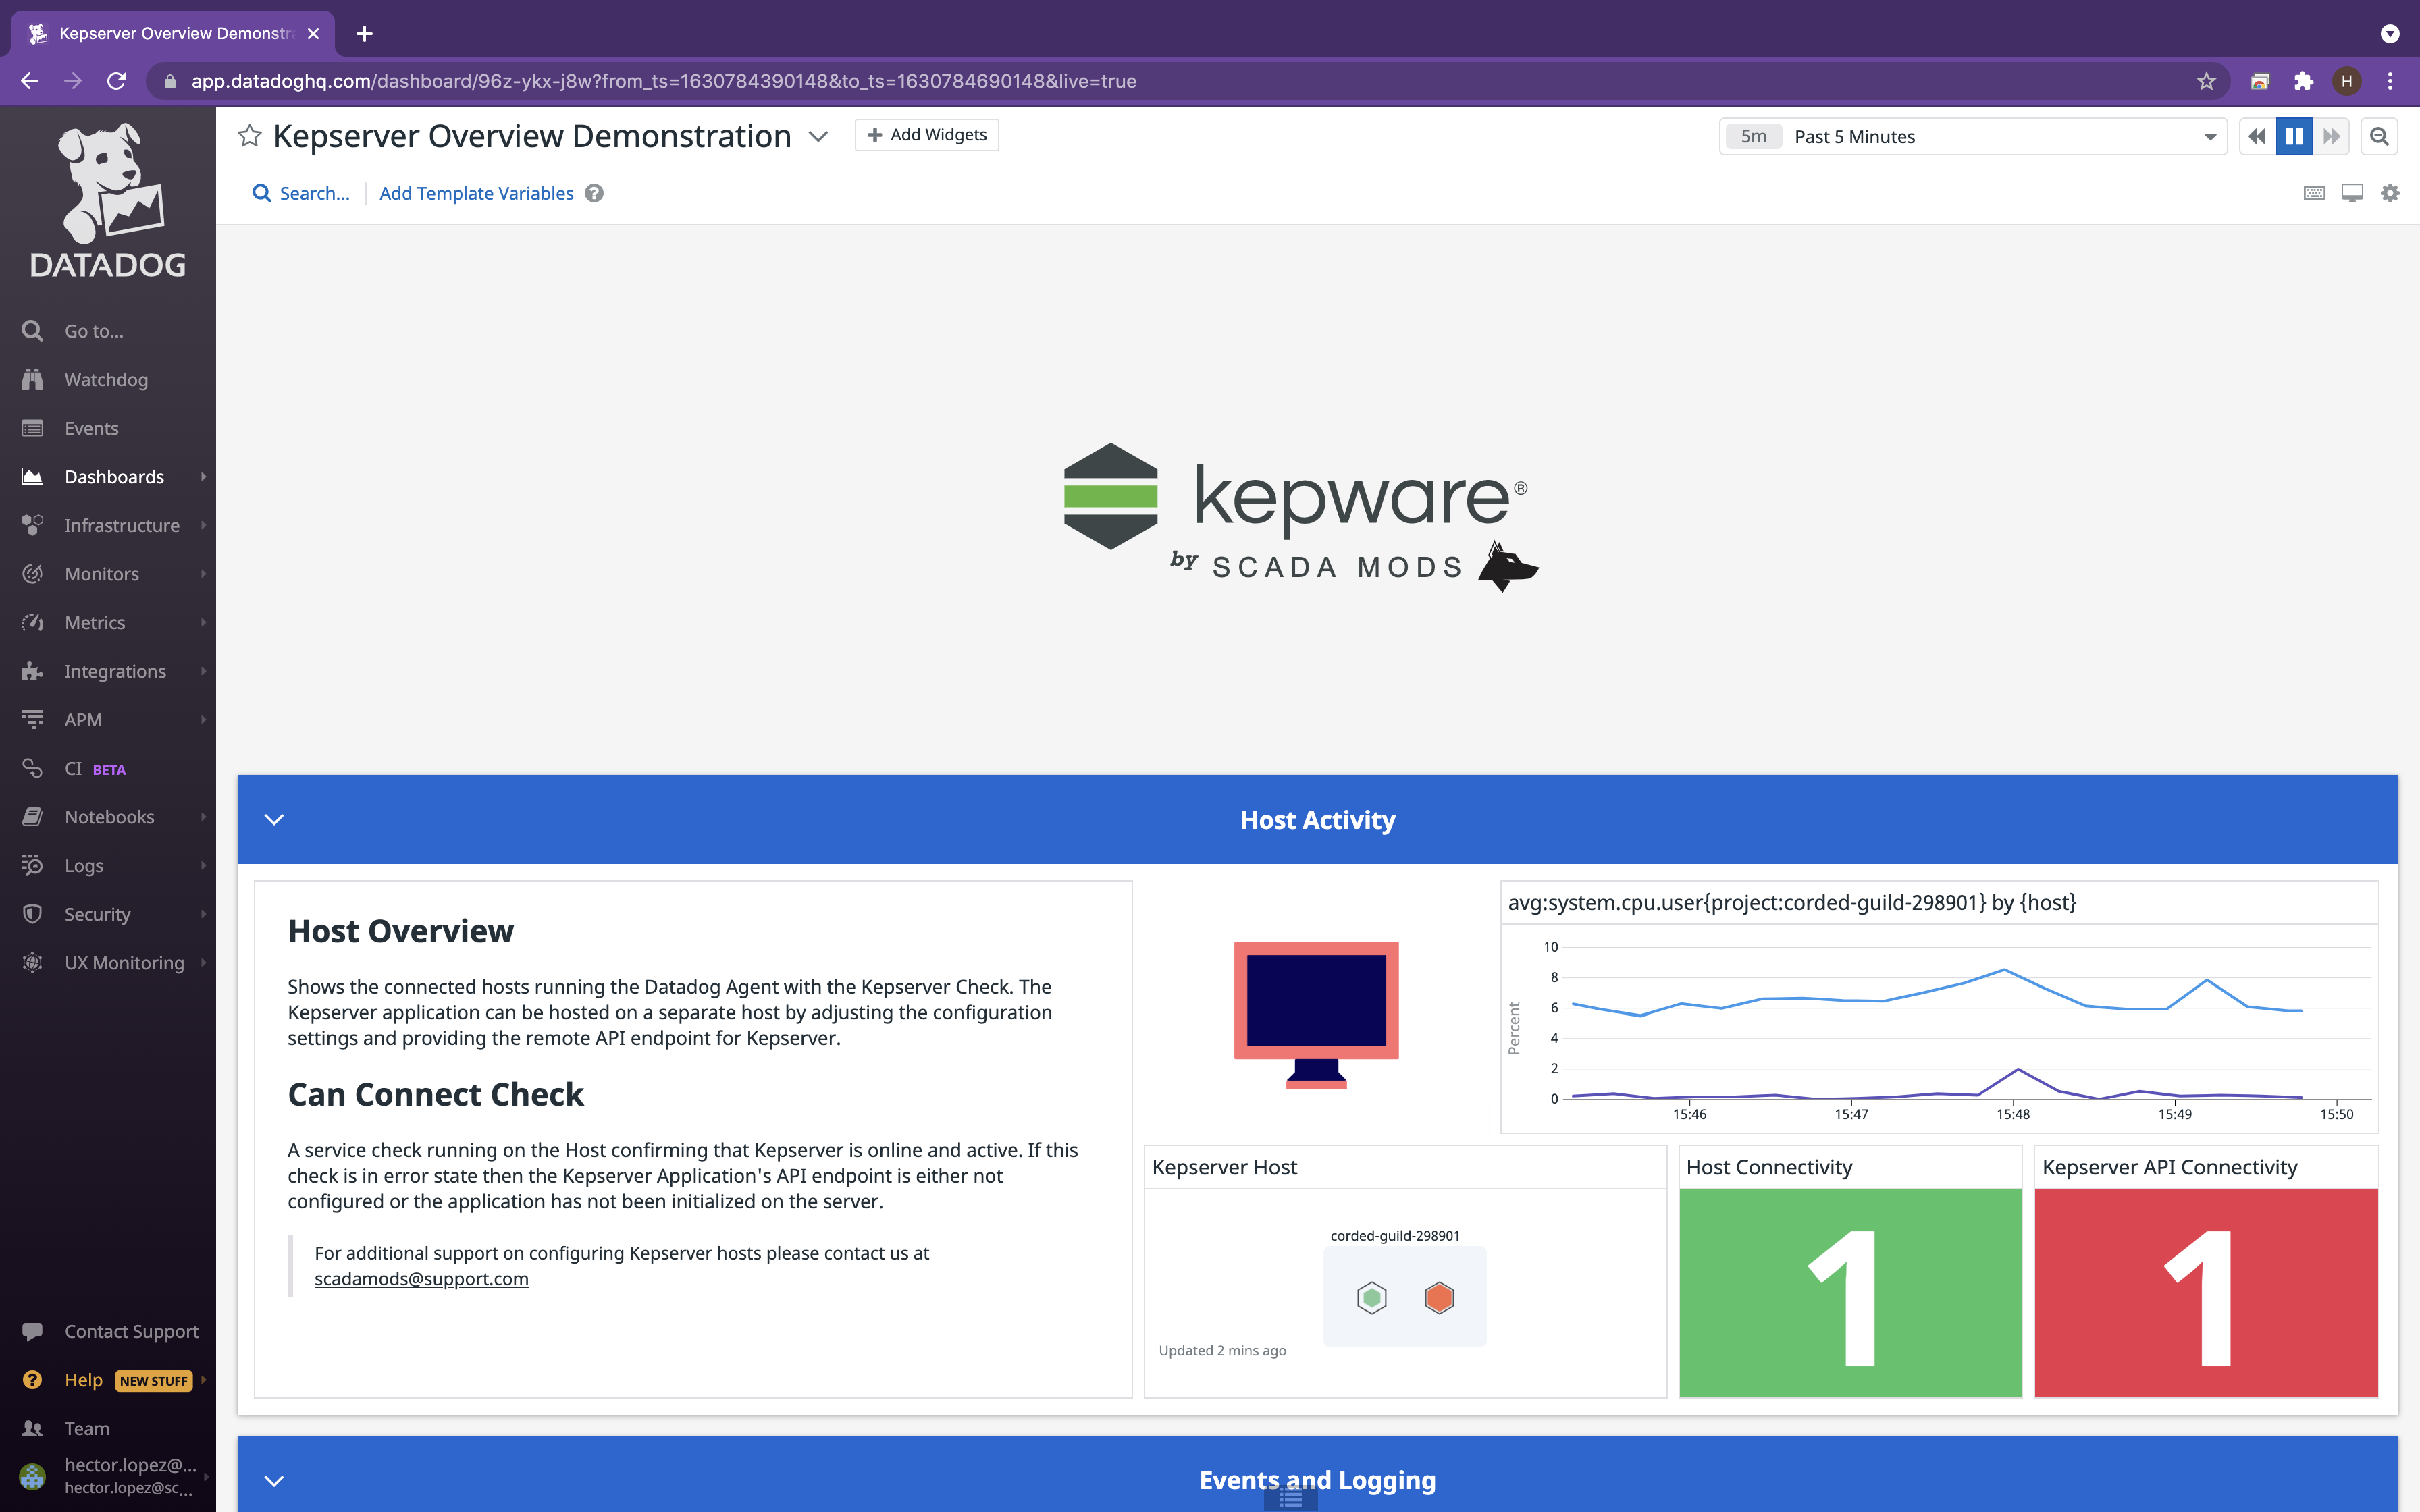 Kepserver Overview Demonstr
app.datadoghq.com/dashboard/96z-ykx-j8w?from_ts=1630784390148&to_ts=1630784690148&live=true
H
DATADOG
Go to...
Watchdog
Events
Dashboards
Infrastructure
Monitors
Metrics
Integrations
APM
CI BETA
Notebooks
Logs
Security
UX Monitoring
Contact Support
Help NEW STUFF
Team
hector.lopez@...
hector.lopez@sc...
Kepserver Overview Demonstration
+ Add Widgets
5m Past 5 Minutes
Search...
Add Template Variables ?
kepware®
by SCADA MODS
Host Activity
Host Overview
Shows the connected hosts running the Datadog Agent with the Kepserver Check. The
Kepserver application can be hosted on a separate host by adjusting the configuration
settings and providing the remote API endpoint for Kepserver.
Can Connect Check
A service check running on the Host confirming that Kepserver is online and active. If this
check is in error state then the Kepserver Application's API endpoint is either not
configured or the application has not been initialized on the server.
For additional support on configuring Kepserver hosts please contact us at
scadamods@support.com
avg:system.cpu.user{project:corded-guild-298901} by {host}
Percent
10
8
6
4
2
0
15:46 15:47 15:48 15:49 15:50
Kepserver Host
corded-guild-298901
Updated 2 mins ago
Host Connectivity
1
Kepserver API Connectivity
1
Events and Logging